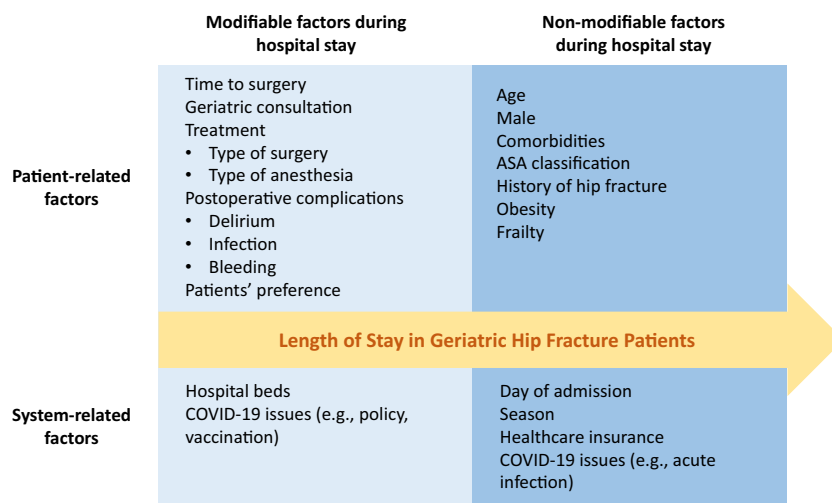 Modifiable factors during
hospital stay
Non-modifiable factors
during hospital stay
Patient-related
factors
Time to surgery
Geriatric consultation
Treatment
• Type of surgery
• Type of anesthesia
Postoperative complications
• Delirium
• Infection
• Bleeding
Patients’ preference
Age
Male
Comorbidities
ASA classification
History of hip fracture
Obesity
Frailty
Length of Stay in Geriatric Hip Fracture Patients
System-related
factors
Hospital beds
COVID-19 issues (e.g., policy,
vaccination)
Day of admission
Season
Healthcare insurance
COVID-19 issues (e.g., acute
infection)